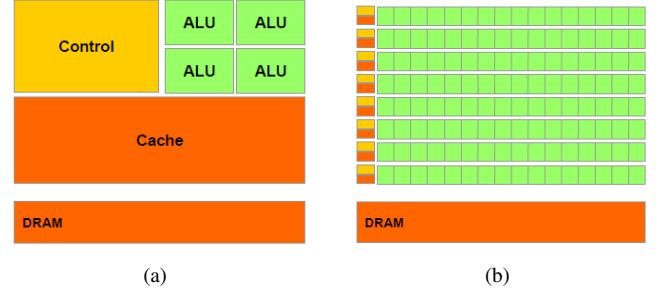 Control
ALU
ALU
ALU
ALU
Cache
DRAM
DRAM
(a)
(b)